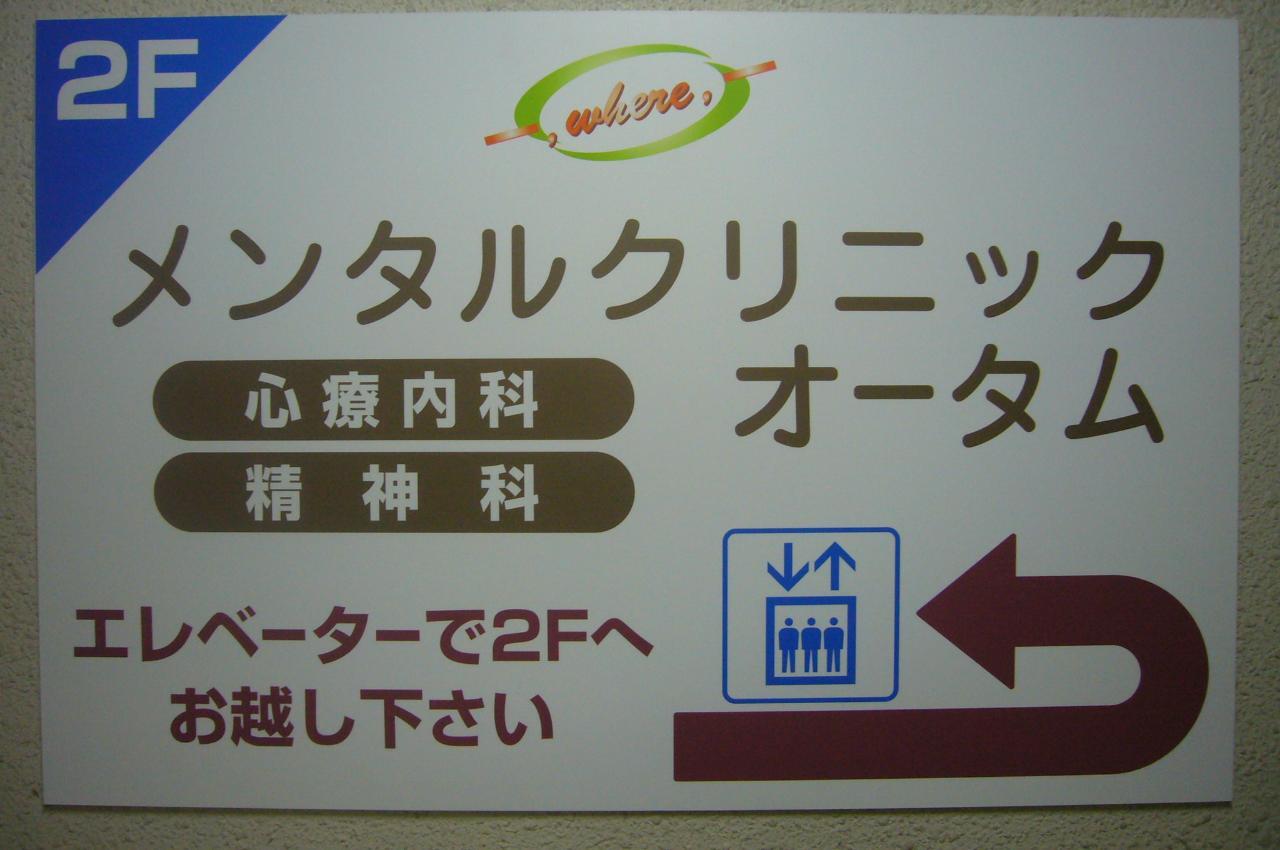 2F
,where,
メンタルクリニック
オータム
心療内科
精神科
エレベーターで2Fへ
お越し下さい